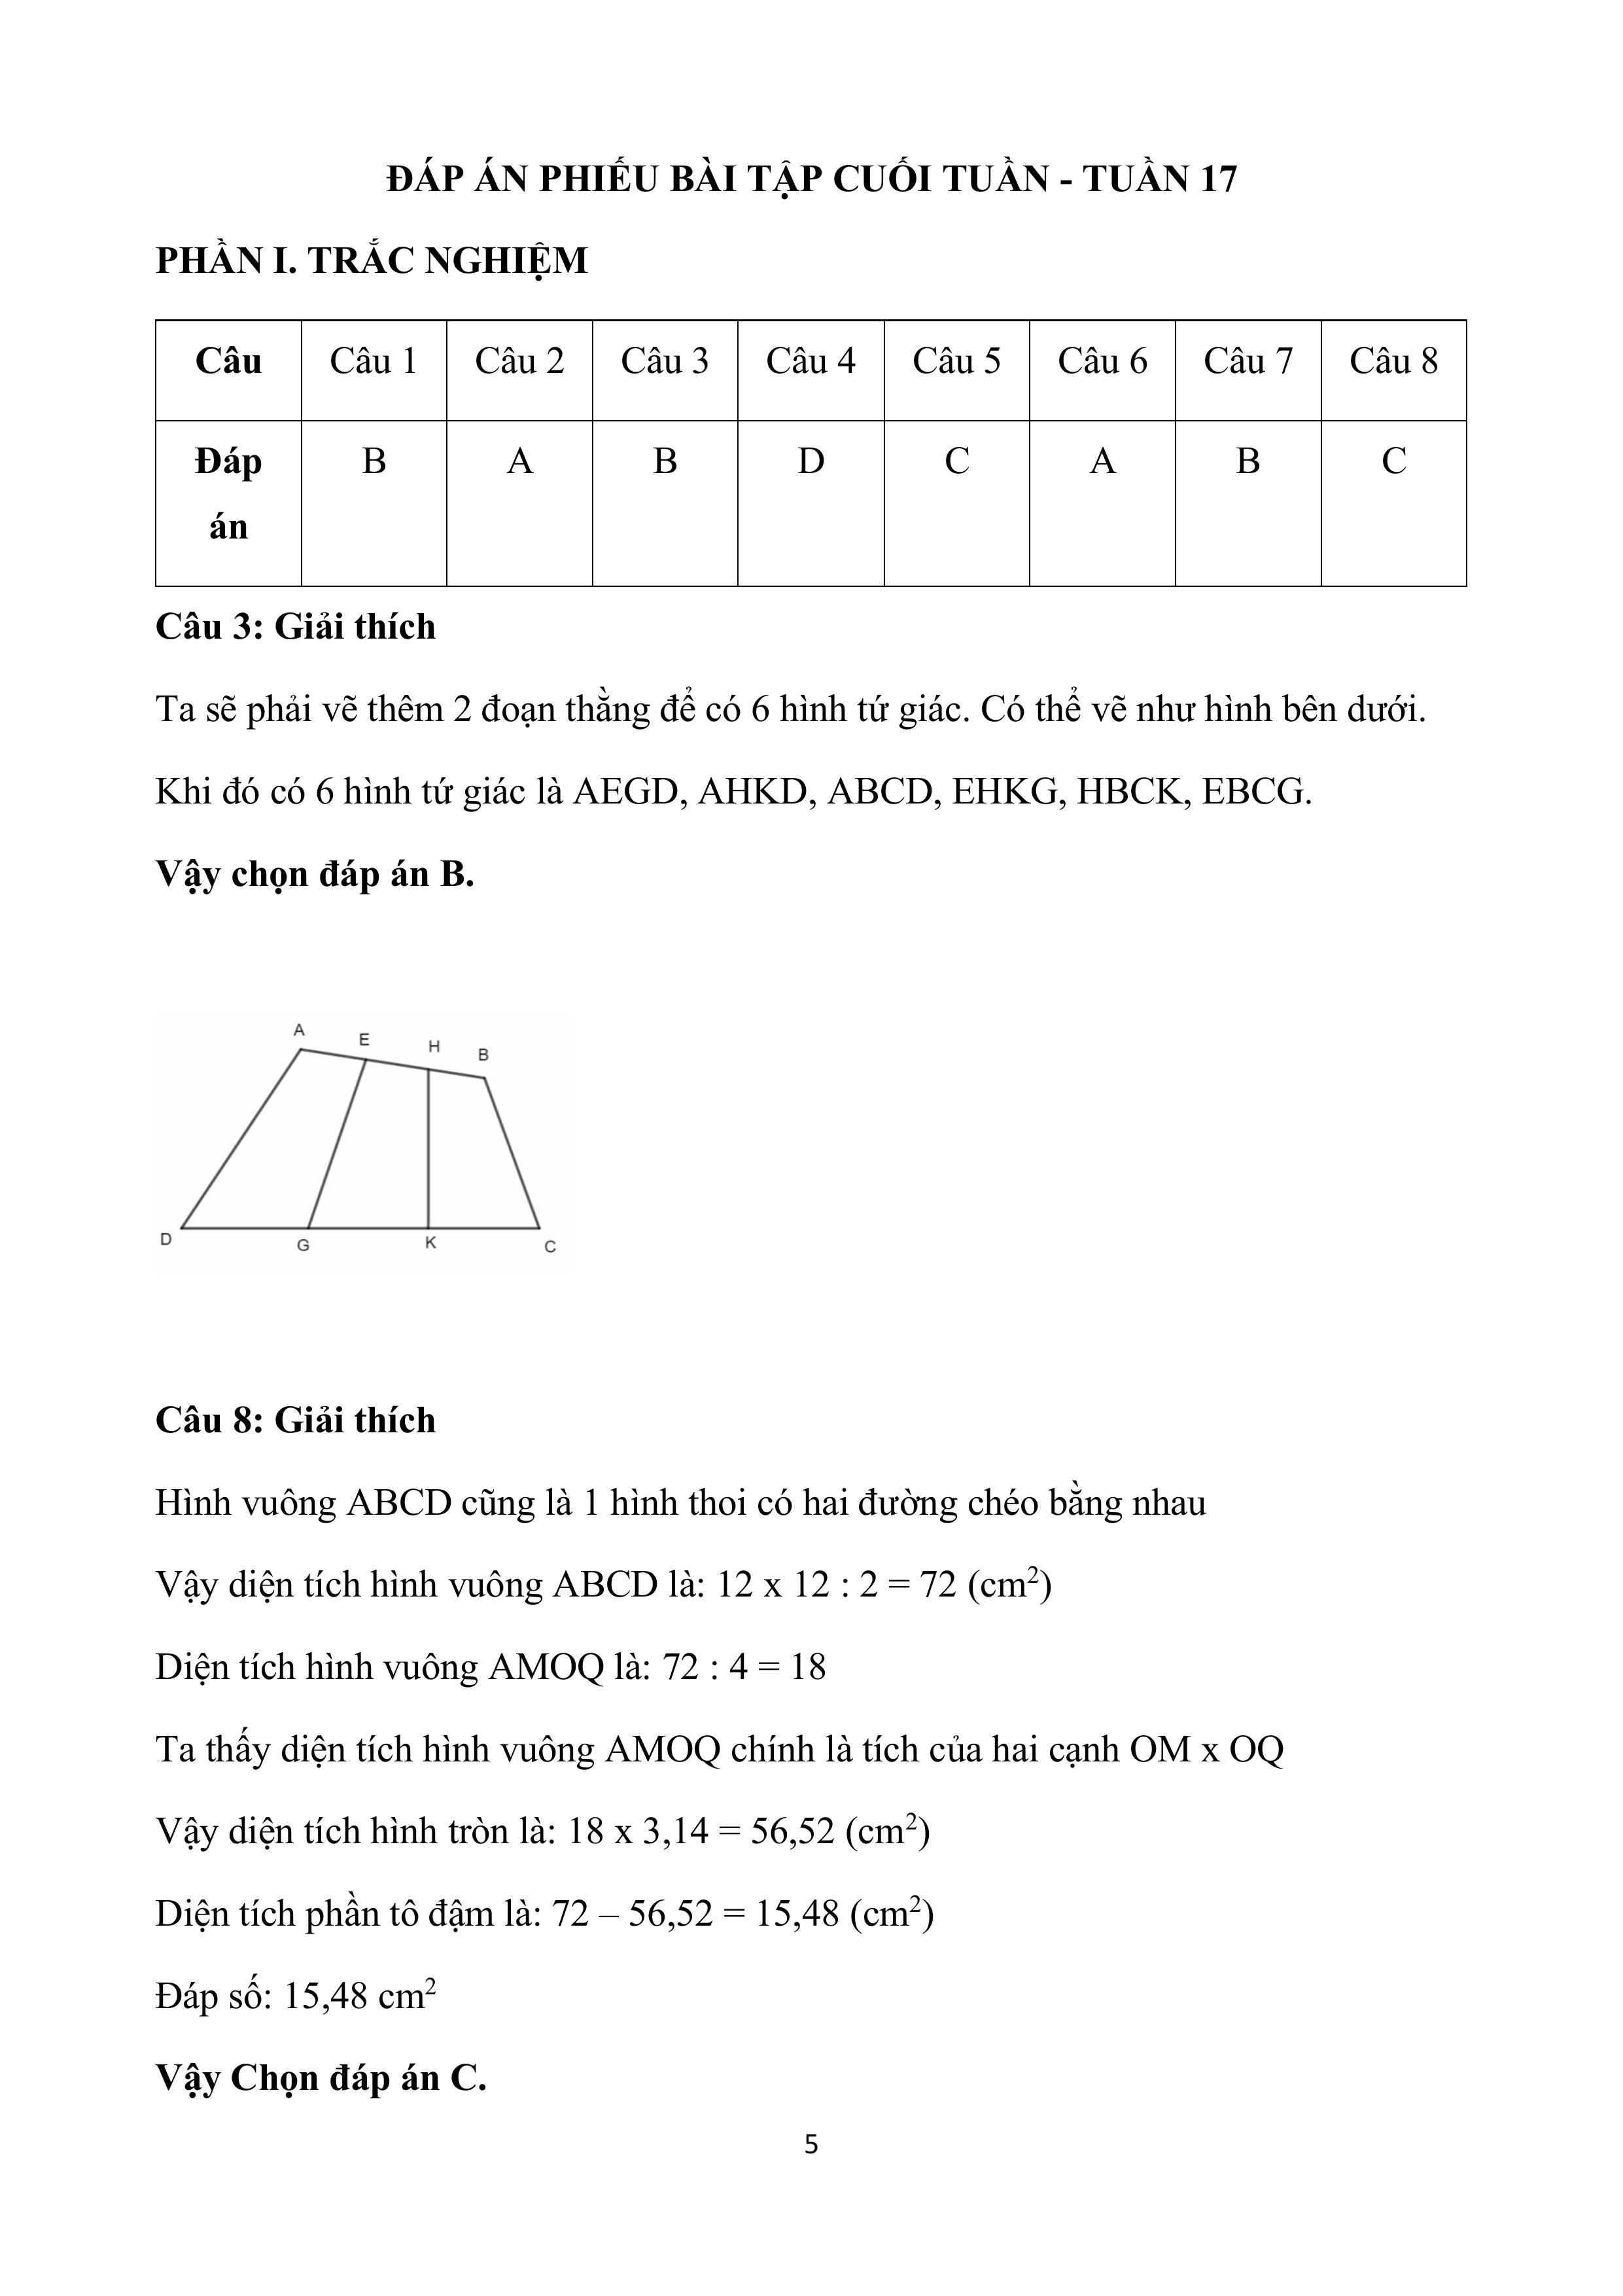 ĐÁP ÁN PHIẾU BÀI TẬP CUỐI TUẦN - TUẦN 17
PHẦN I. TRẮC NGHIỆM
Câu Câu 1 Câu 2 Câu 3 Câu 4 Câu 5 Câu 6 Câu 7 Câu 8
Đáp án B A B D C A B C
Câu 3: Giải thích
Ta sẽ phải vẽ thêm 2 đoạn thẳng để có 6 hình tứ giác. Có thể vẽ như hình bên dưới.
Khi đó có 6 hình tứ giác là AEGD, AHKD, ABCD, EHKG, HBCK, EBCG.
Vậy chọn đáp án B.
A E H B
D G K C
Câu 8: Giải thích
Hình vuông ABCD cũng là 1 hình thoi có hai đường chéo bằng nhau
Vậy diện tích hình vuông ABCD là: 12 x 12 : 2 = 72 (cm²)
Diện tích hình vuông AMOQ là: 72 : 4 = 18
Ta thấy diện tích hình vuông AMOQ chính là tích của hai cạnh OM x OQ
Vậy diện tích hình tròn là: 18 x 3,14 = 56,52 (cm²)
Diện tích phần tô đậm là: 72 – 56,52 = 15,48 (cm²)
Đáp số: 15,48 cm²
Vậy Chọn đáp án C.
5